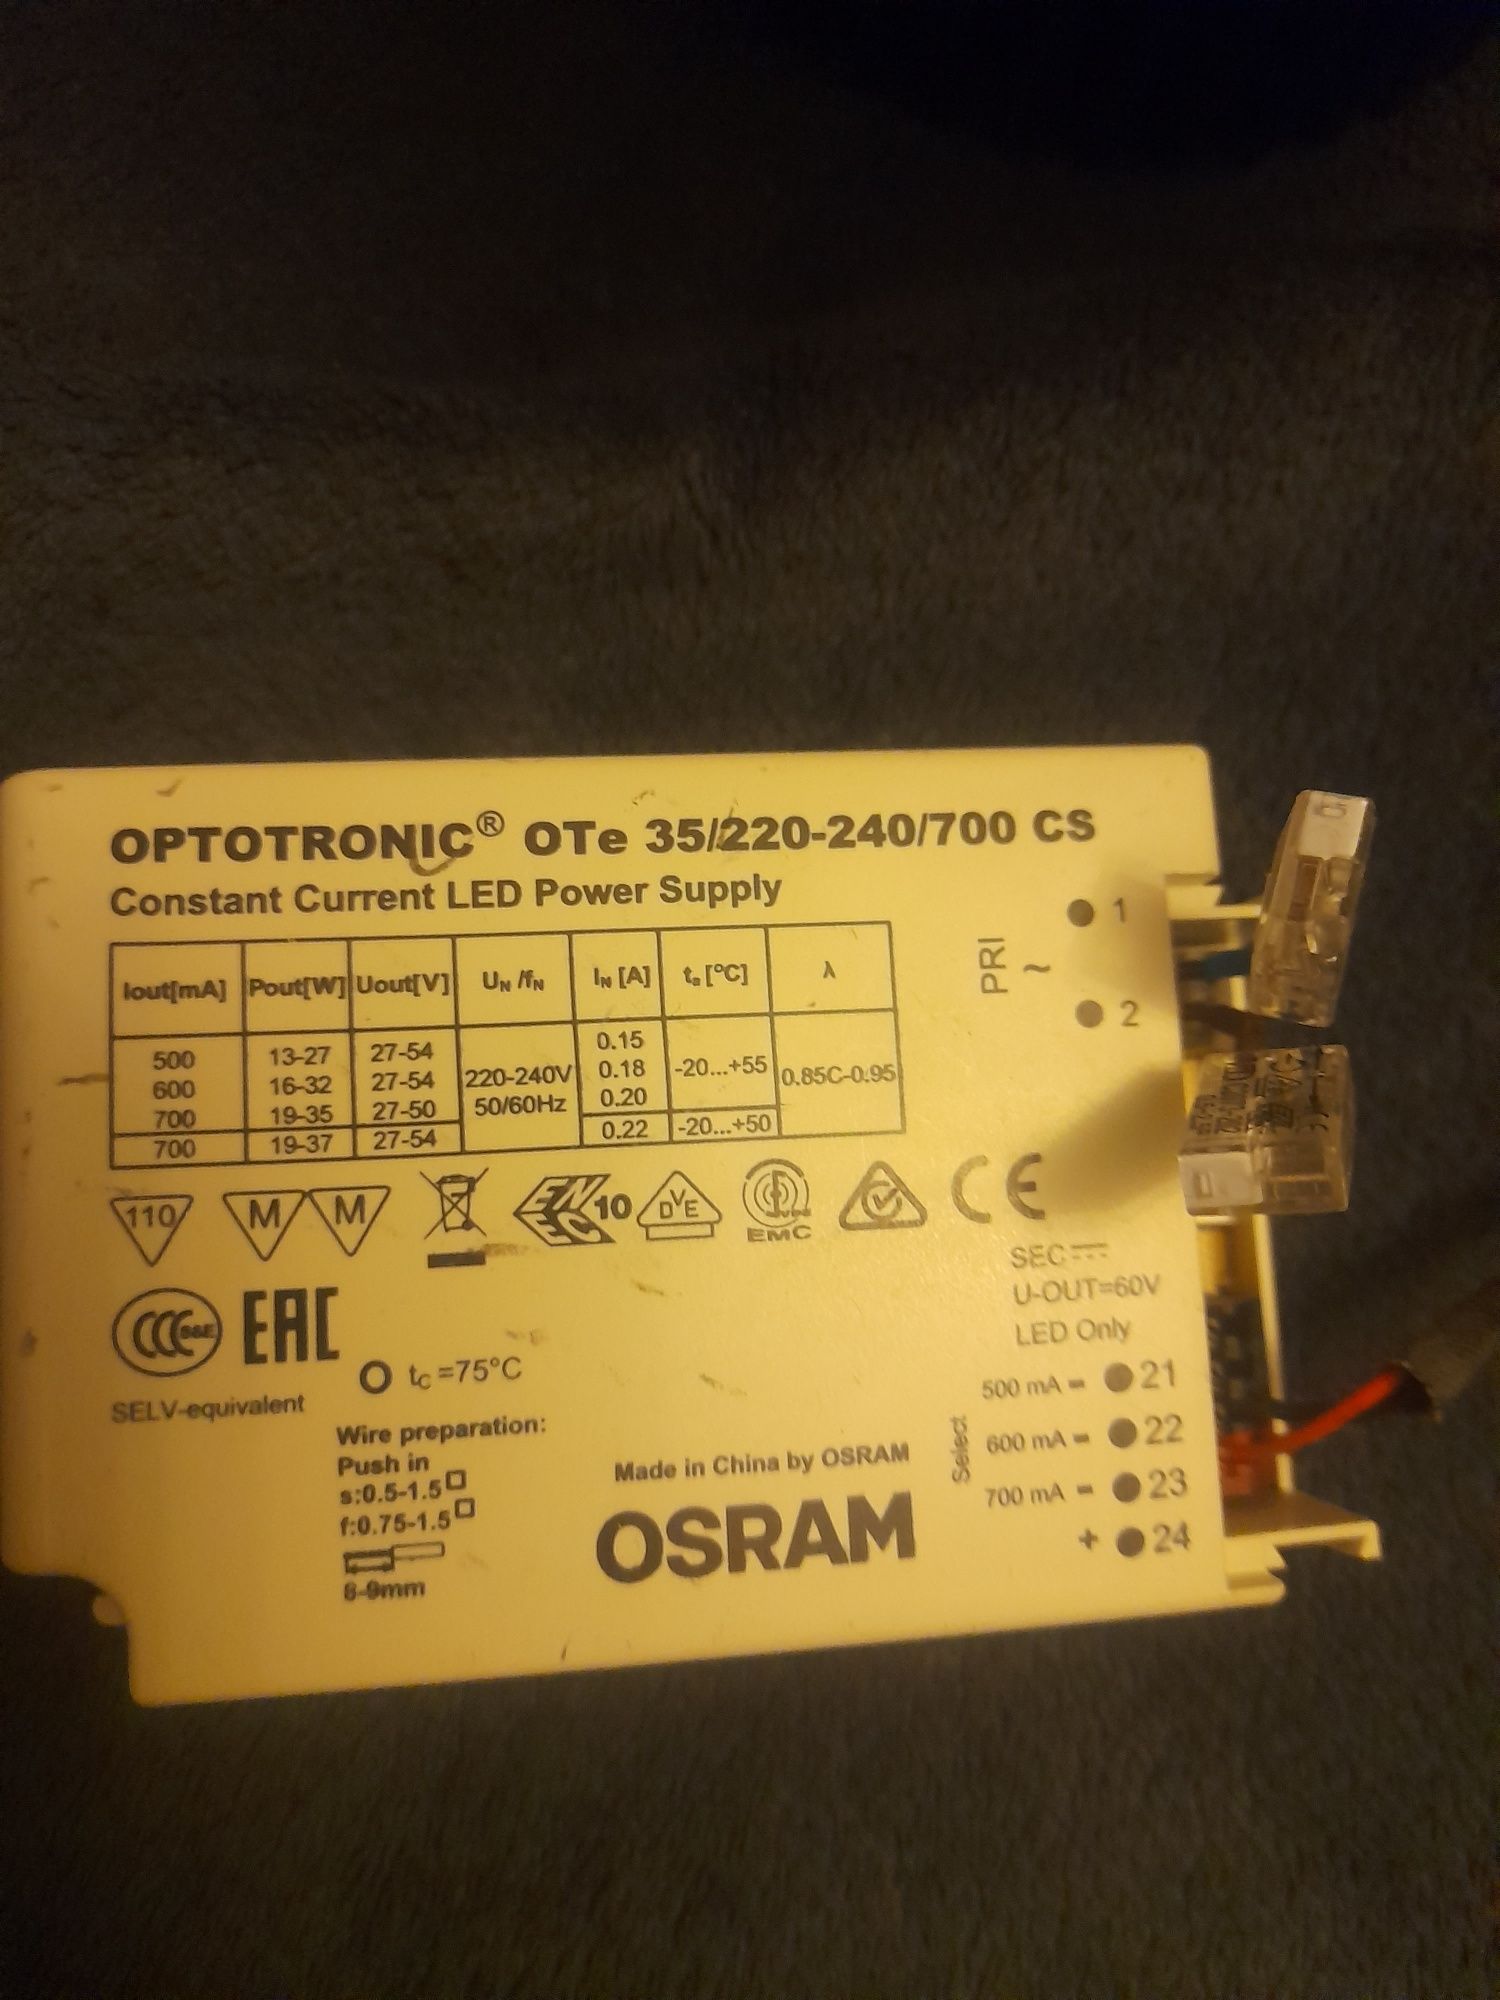 OPTOTRONIC® OTe 35/220-240/700 CS
Constant Current LED Power Supply
Iout[mA] Pout[W] Uout[V] UN /fN IN [A] ta [°C] λ
500 13-27 27-54 220-240V 50/60Hz 0.15 -20...+55 0.85C-0.95
600 16-32 27-54 0.18
700 19-35 27-50 0.20
700 19-37 27-54 0.22 -20...+50
PRI ~
1
2
110 M M
ENEC 10
DVE
EMC
CE
CCC S&E
EAC
SELV-equivalent
tc =75°C
Wire preparation:
Push in
s:0.5-1.5
f:0.75-1.5
8-9mm
Made in China by OSRAM
OSRAM
SEC
U-OUT=60V
LED Only
Select
500 mA - 21
600 mA - 22
700 mA - 23
+ 24